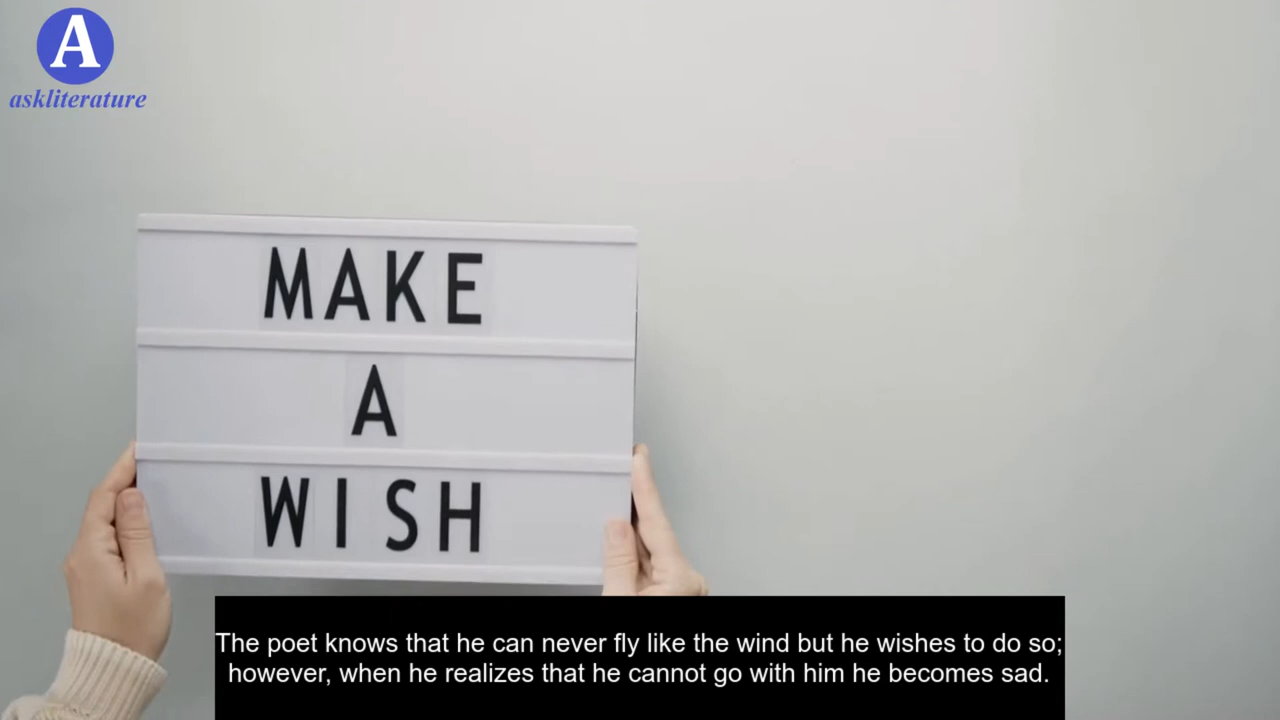 A
askliterature
MAKE
A
WISH
The poet knows that he can never fly like the wind but he wishes to do so;
however, when he realizes that he cannot go with him he becomes sad.